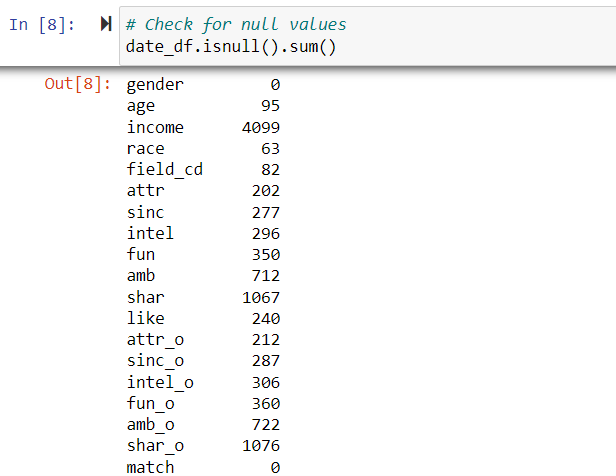 In [8]: # Check for null values
date_df.isnull().sum()
Out[8]: gender 0
age 95
income 4099
race 63
field_cd 82
attr 202
sinc 277
intel 296
fun 350
amb 712
shar 1067
like 240
attr_o 212
sinc_o 287
intel_o 306
fun_o 360
amb_o 722
shar_o 1076
match 0